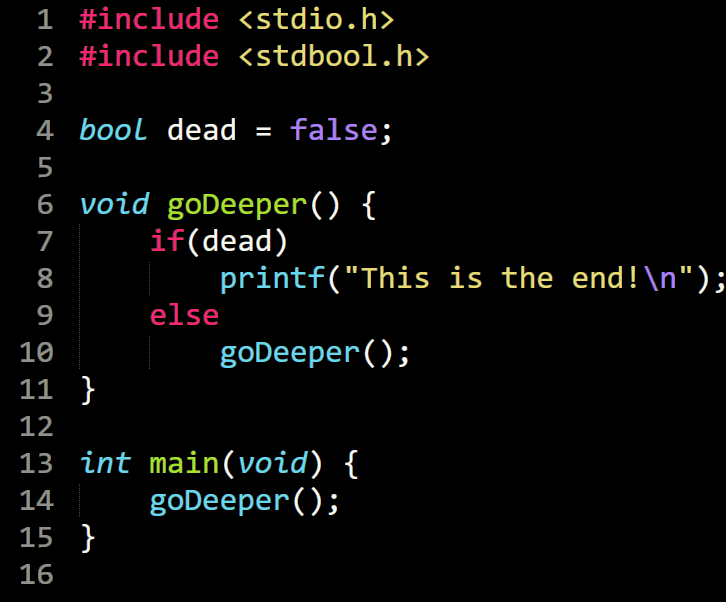 1 #include <stdio.h>
2 #include <stdbool.h>
3
4 bool dead = false;
5
6 void goDeeper() {
7     if(dead)
8         printf("This is the end!\n");
9     else
10         goDeeper();
11 }
12
13 int main(void) {
14     goDeeper();
15 }
16